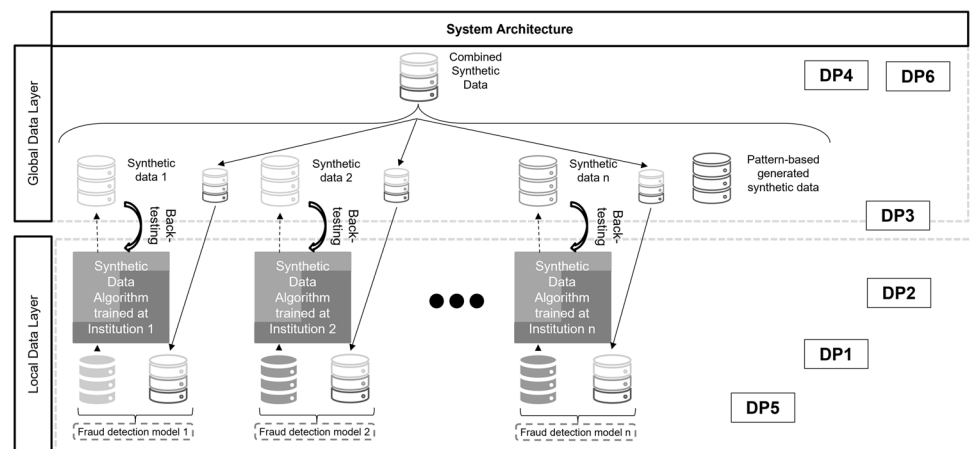 System Architecture
Global Data Layer
Combined
Synthetic
Data
DP4
DP6
Synthetic
data 1
Synthetic
data 2
Synthetic
data n
Pattern-based
generated
synthetic data
Back-
testing
Back-
testing
Back-
testing
DP3
Local Data Layer
Synthetic
Data
Algorithm
trained at
Institution 1
Synthetic
Data
Algorithm
trained at
Institution 2
Synthetic
Data
Algorithm
trained at
Institution n
DP2
DP1
DP5
Fraud detection model 1
Fraud detection model 2
Fraud detection model n